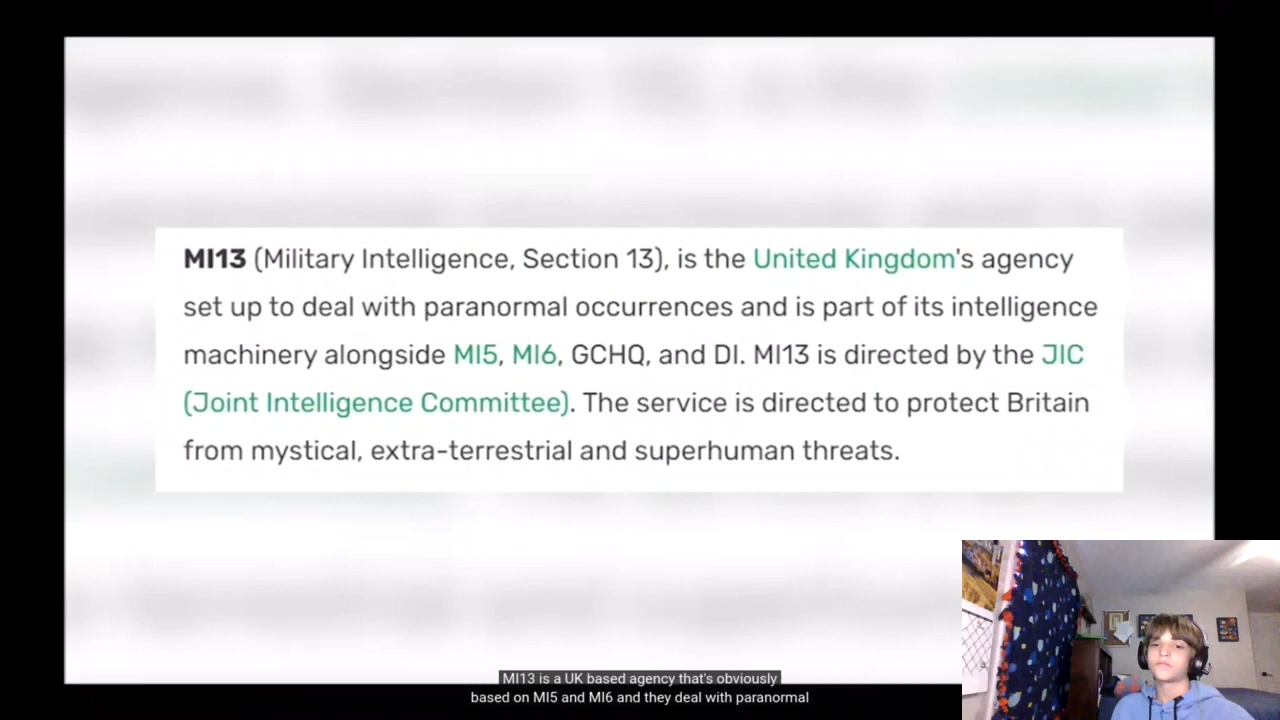 MI13 (Military Intelligence, Section 13), is the United Kingdom's agency
set up to deal with paranormal occurrences and is part of its intelligence
machinery alongside MI5, MI6, GCHQ, and DI. MI13 is directed by the JIC
(Joint Intelligence Committee). The service is directed to protect Britain
from mystical, extra-terrestrial and superhuman threats.
MI13 is a UK based agency that's obviously
based on MI5 and MI6 and they deal with paranormal